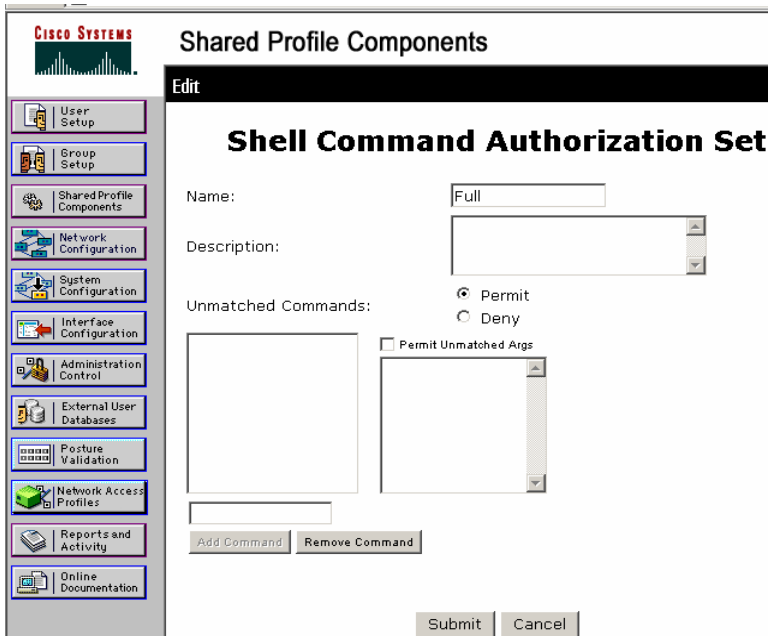 CISCO SYSTEMS
Shared Profile Components
Edit
User
Setup
Group
Setup
Shared Profile
Components
Network
Configuration
System
Configuration
Interface
Configuration
Administration
Control
External User
Databases
Posture
Validation
Network Access
Profiles
Reports and
Activity
Online
Documentation
Shell Command Authorization Set
Name:
Full
Description:
Unmatched Commands:
Permit
Deny
Permit Unmatched Args
Add Command
Remove Command
Submit
Cancel